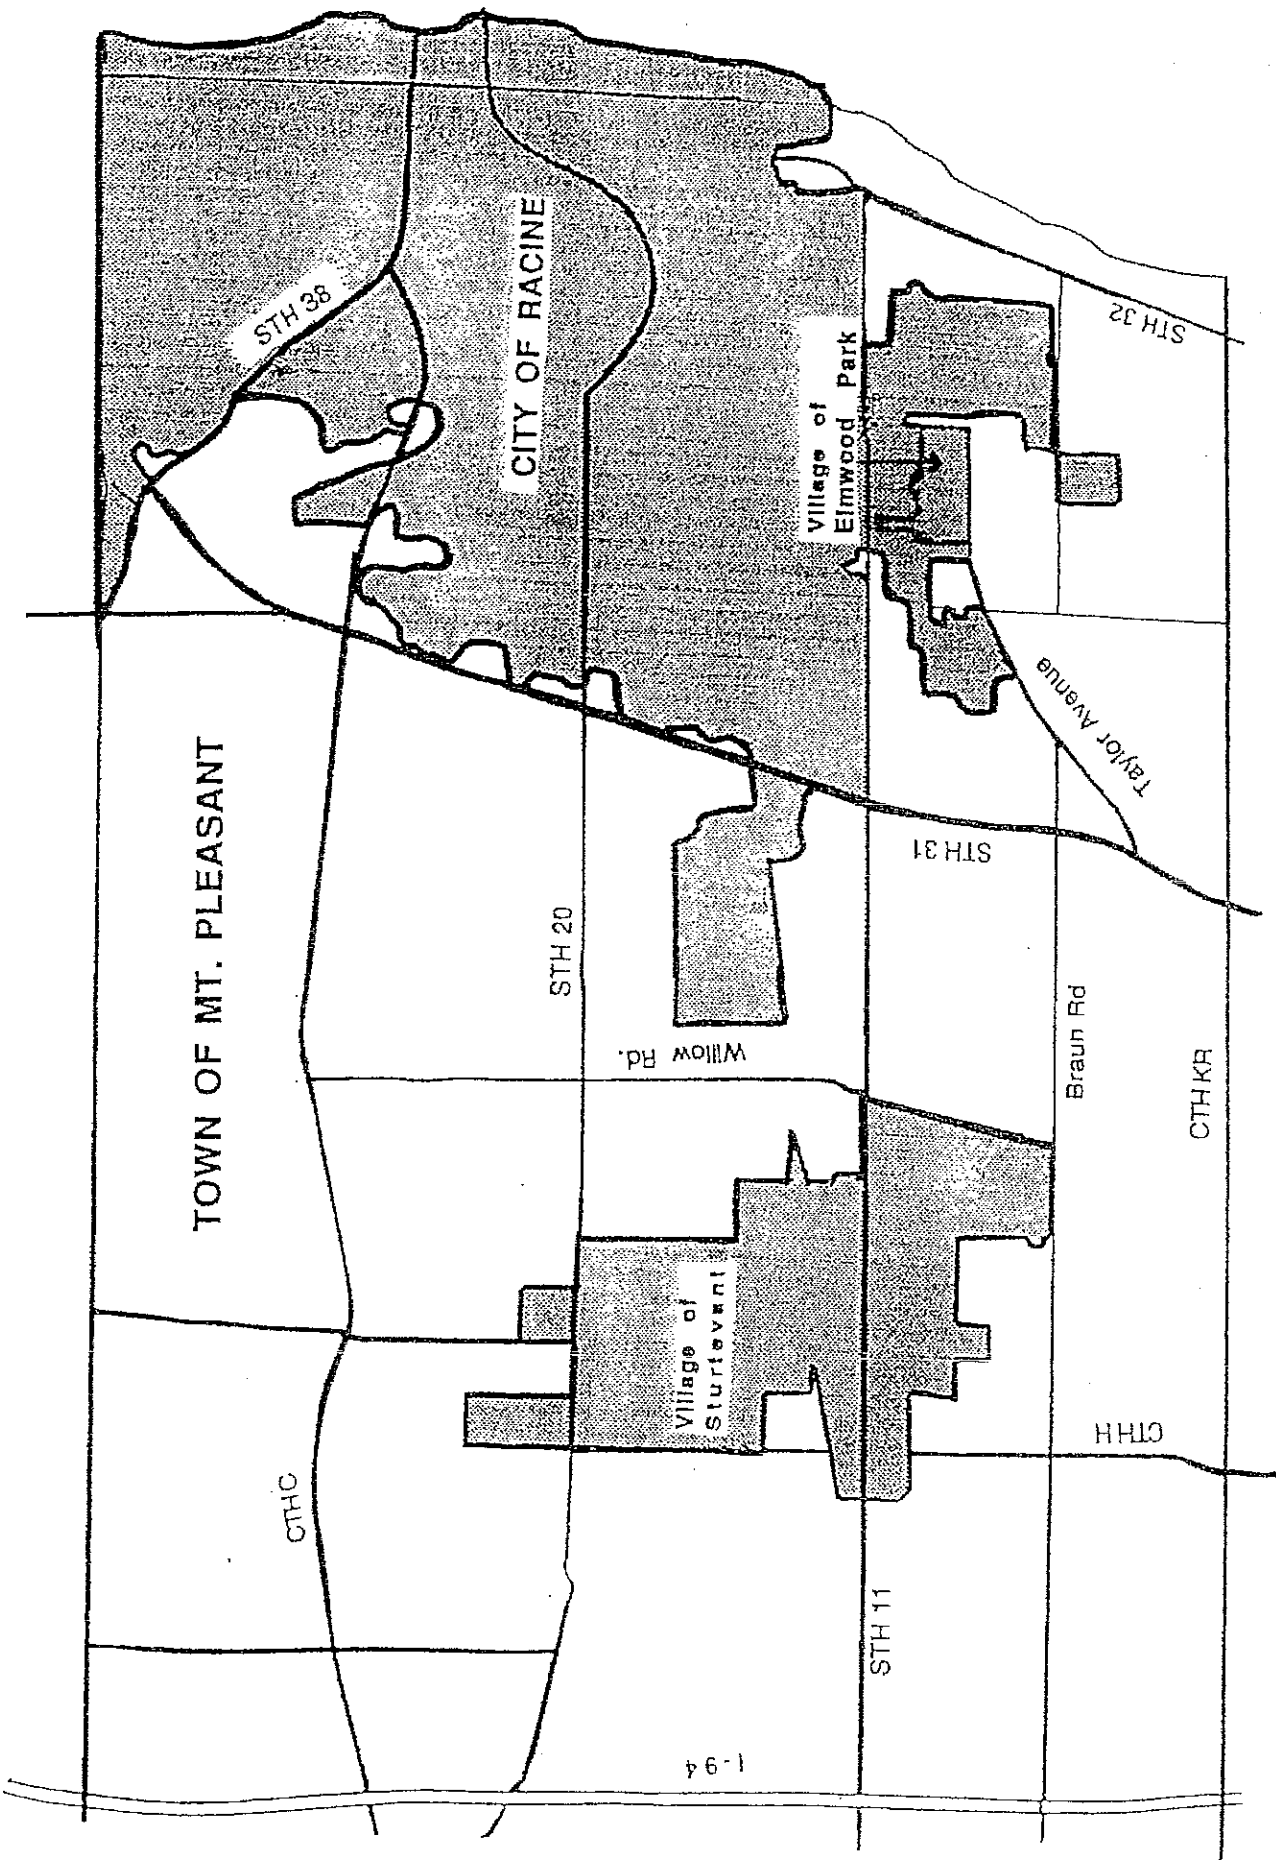 TOWN OF MT. PLEASANT
CITY OF RACINE
STH 38
Village of
Elmwood Park
Village of
Sturtevant
CTH C
STH 20
Willow Rd.
STH 11
I-94
CTH H
Braun Rd
CTH KR
STH 31
Taylor Avenue
STH 32